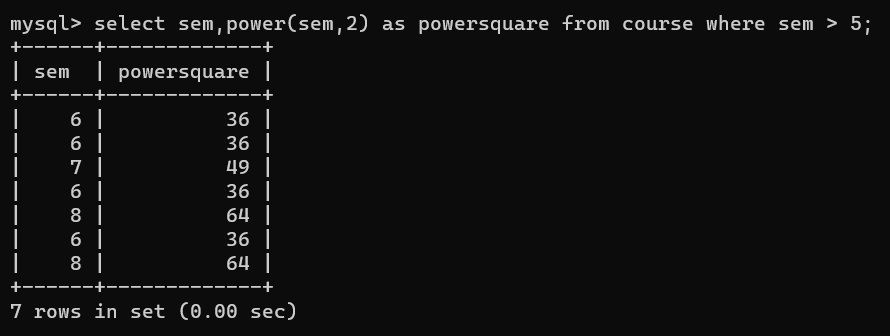 mysql> select sem,power(sem,2) as powersquare from course where sem > 5;
+------+-------------+
| sem  | powersquare |
+------+-------------+
|    6 |          36 |
|    6 |          36 |
|    7 |          49 |
|    6 |          36 |
|    8 |          64 |
|    6 |          36 |
|    8 |          64 |
+------+-------------+
7 rows in set (0.00 sec)